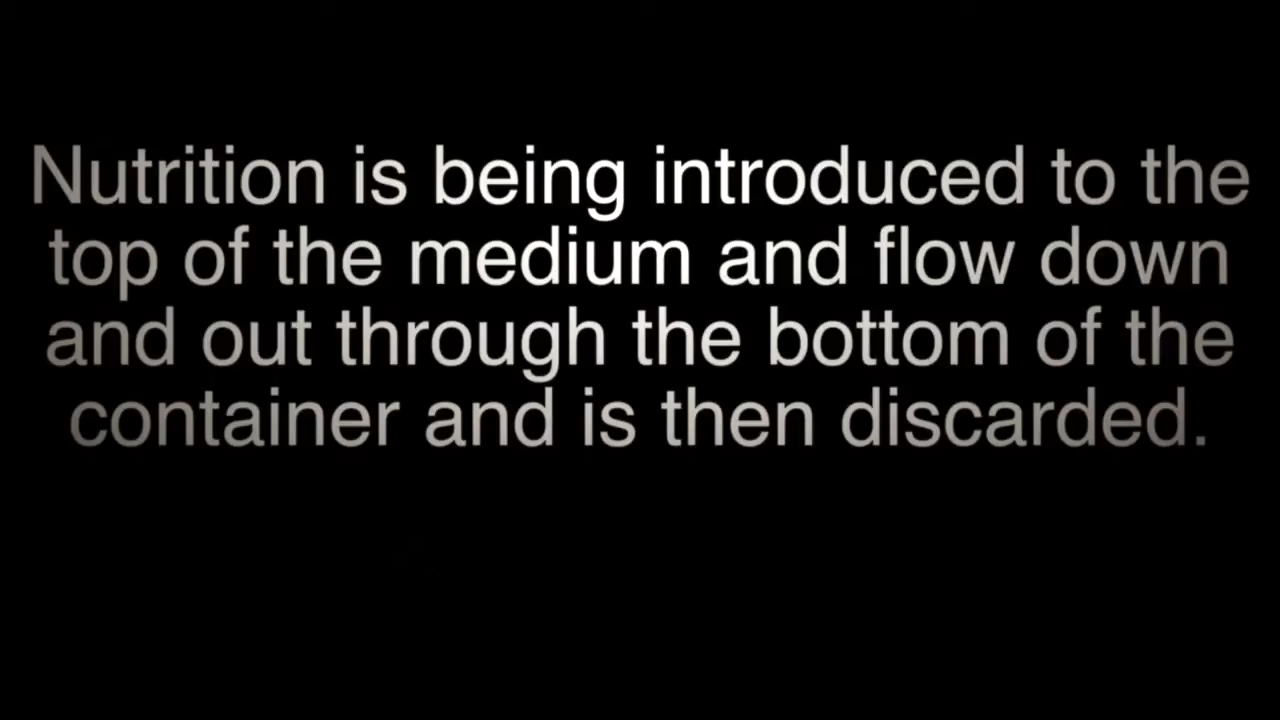 Nutrition is being introduced to the
top of the medium and flow down
and out through the bottom of the
container and is then discarded.